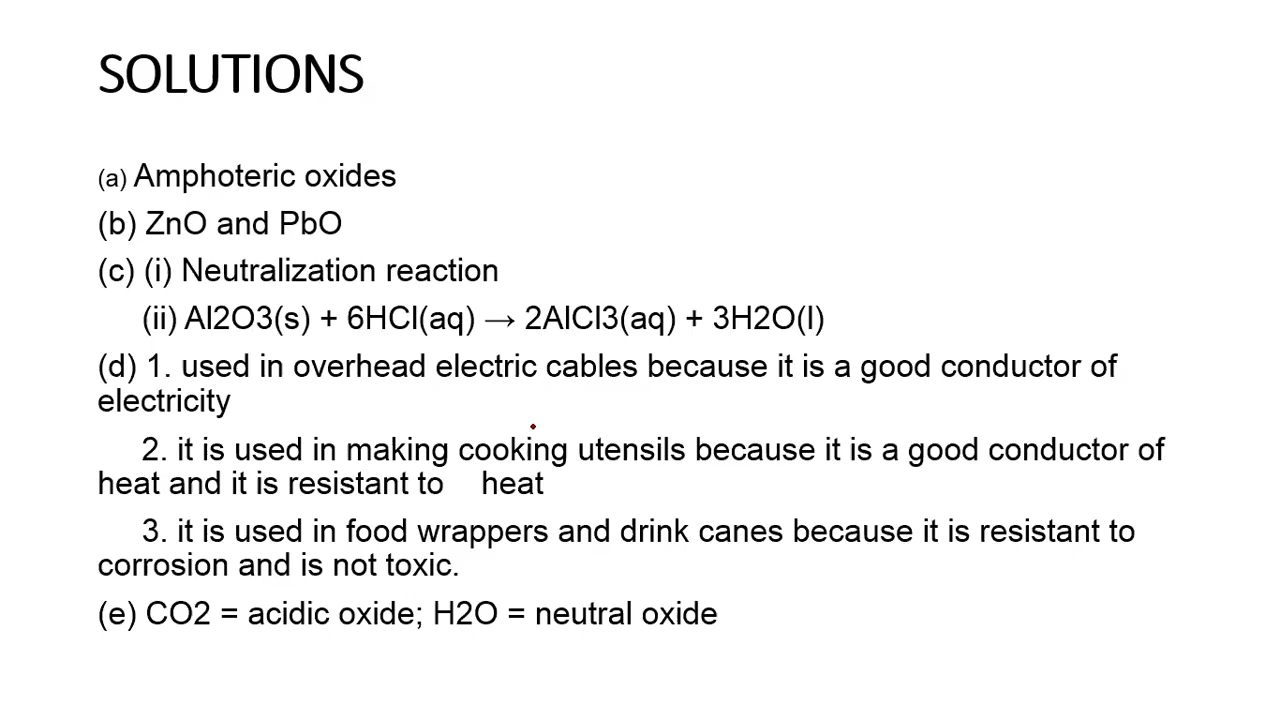 SOLUTIONS
(a) Amphoteric oxides
(b) ZnO and PbO
(c) (i) Neutralization reaction
(ii) Al2O3(s) + 6HCl(aq) → 2AlCl3(aq) + 3H2O(l)
(d) 1. used in overhead electric cables because it is a good conductor of
electricity
2. it is used in making cooking utensils because it is a good conductor of
heat and it is resistant to heat
3. it is used in food wrappers and drink canes because it is resistant to
corrosion and is not toxic.
(e) CO2 = acidic oxide; H2O = neutral oxide